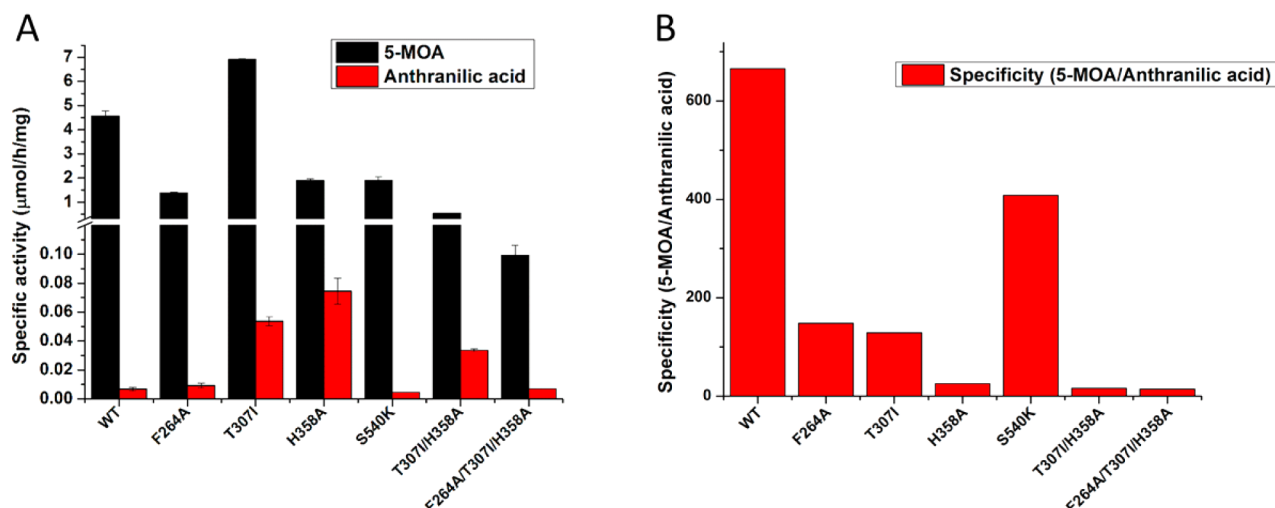 A
5-MOA
Anthranilic acid
Specific activity (μmol/h/mg)
7
6
5
4
3
2
1
0.10
0.08
0.06
0.04
0.02
0.00
WT
F264A
T307I
H358A
S540K
T307I/H358A
F264A/T307I/H358A
B
Specificity (5-MOA/Anthranilic acid)
Specificity (5-MOA/Anthranilic acid)
600
400
200
0
WT
F264A
T307I
H358A
S540K
T307I/H358A
F264A/T307I/H358A